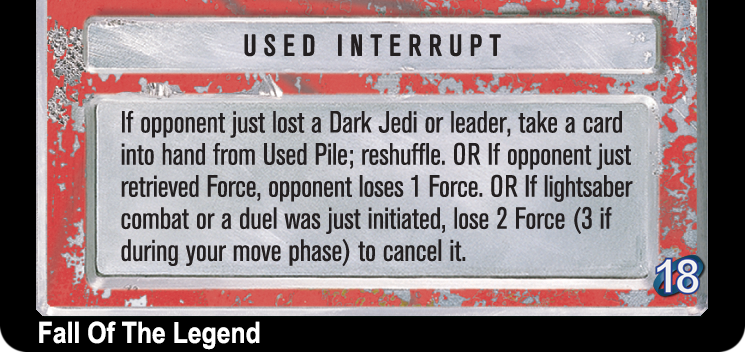 USED INTERRUPT
If opponent just lost a Dark Jedi or leader, take a card
into hand from Used Pile; reshuffle. OR If opponent just
retrieved Force, opponent loses 1 Force. OR If lightsaber
combat or a duel was just initiated, lose 2 Force (3 if
during your move phase) to cancel it.
18
Fall Of The Legend